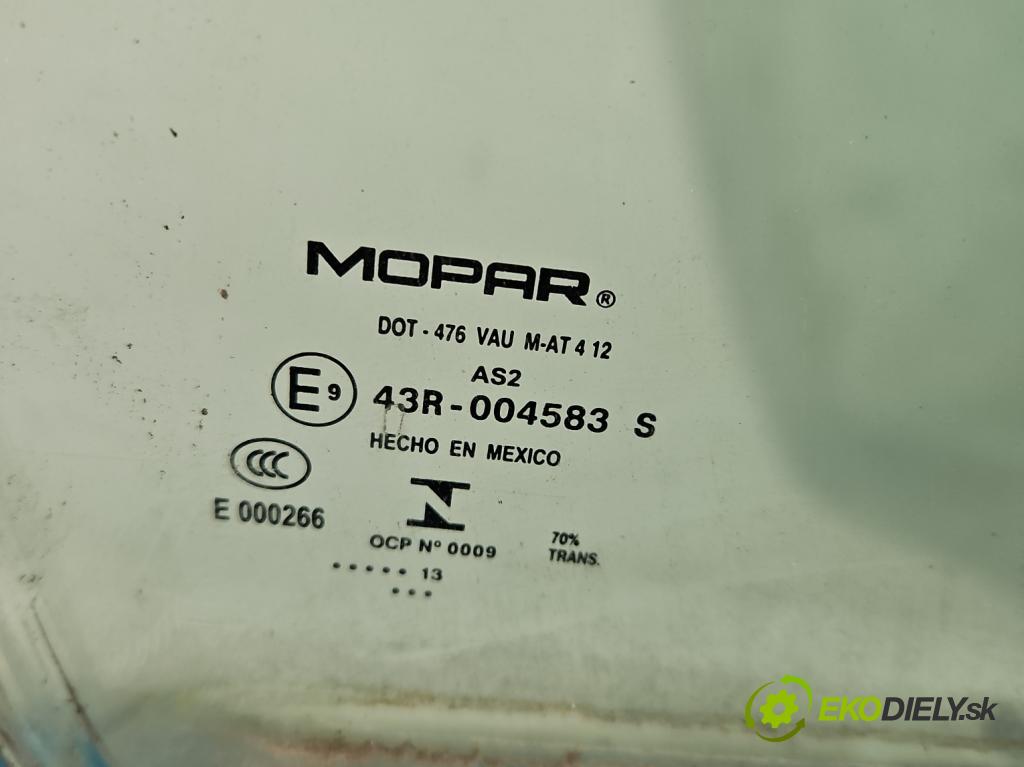 MOPAR®
DOT - 476 VAU M-AT 4 12
AS2
E9 43R-004583 S
HECHO EN MEXICO
CCC
E 000266
OCP Nº 0009
70%
TRANS.
..... 13
...
EKODIELY.sk